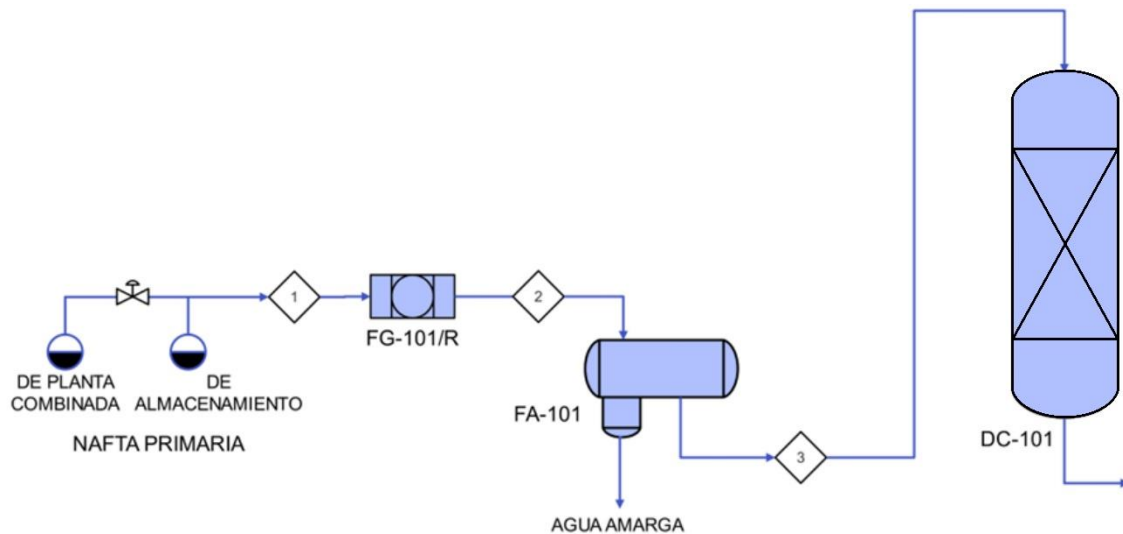 1
2
3
FG-101/R
DE PLANTA
COMBINADA
DE
ALMACENAMIENTO
NAFTA PRIMARIA
FA-101
AGUA AMARGA
DC-101